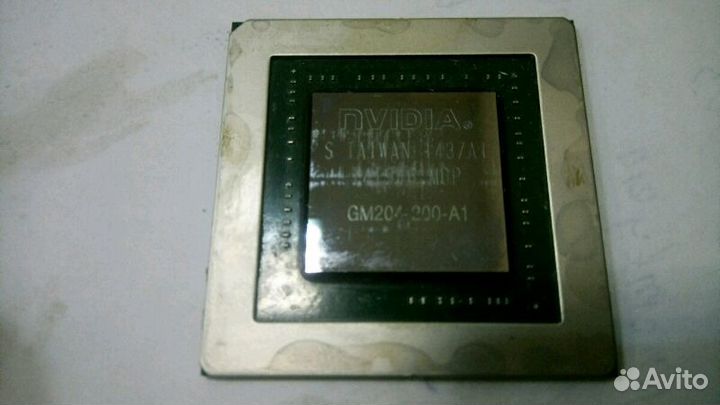 NVIDIA®
S TAIWAN 1437A1
GM204-200-A1
Avito